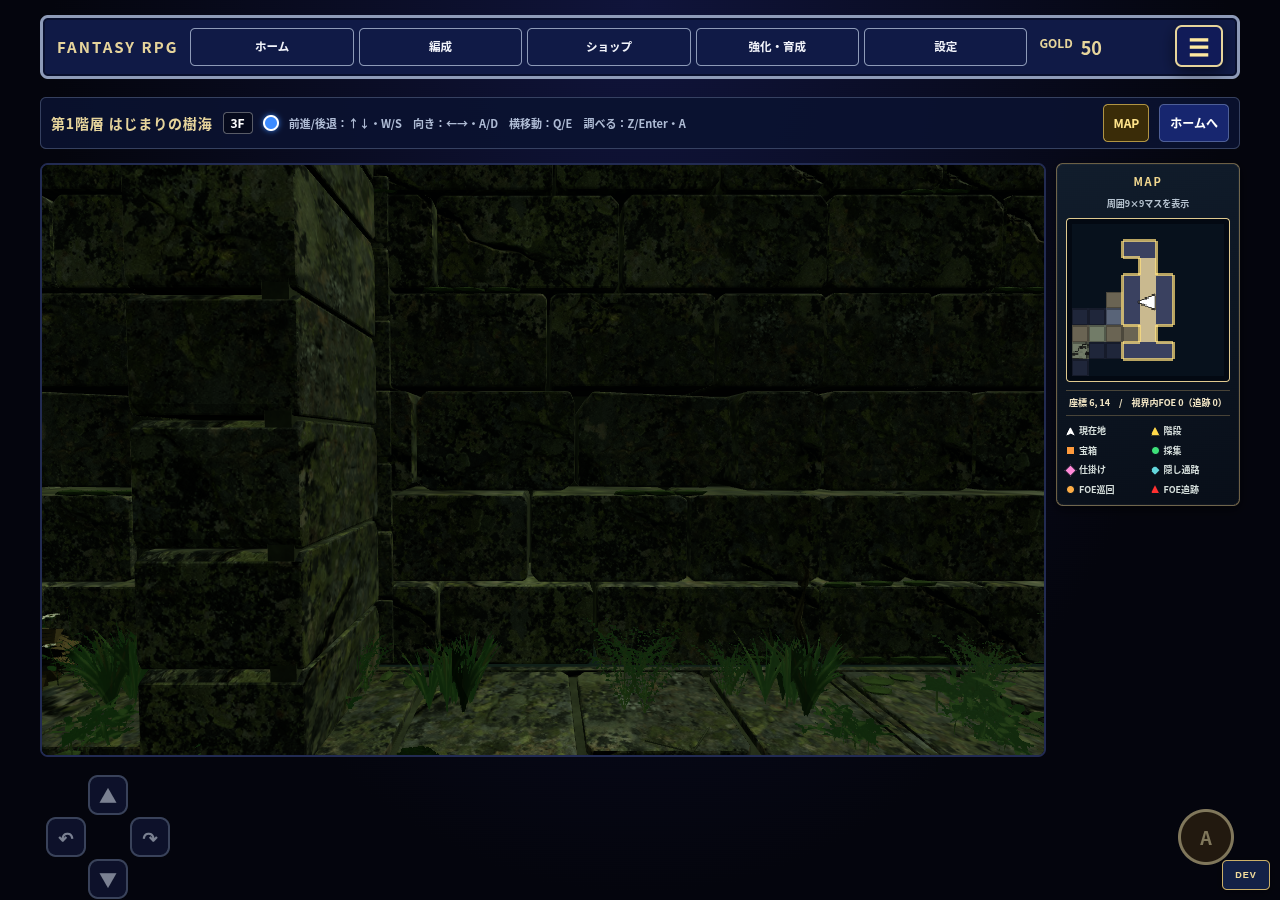 FANTASY RPG ホーム 編成 ショップ 強化・育成 設定 GOLD 50 ☰
第1階層 はじまりの樹海 3F 前進/後退：↑↓・W/S 向き：←→・A/D 横移動：Q/E 調べる：Z/Enter・A MAP ホームへ
MAP
周囲9×9マスを表示
座標 6, 14 / 視界内FOE 0（追跡 0）
現在地 階段
宝箱 採集
仕掛け 隠し通路
FOE巡回 FOE追跡
▲
↶ ↷
▼
A
DEV